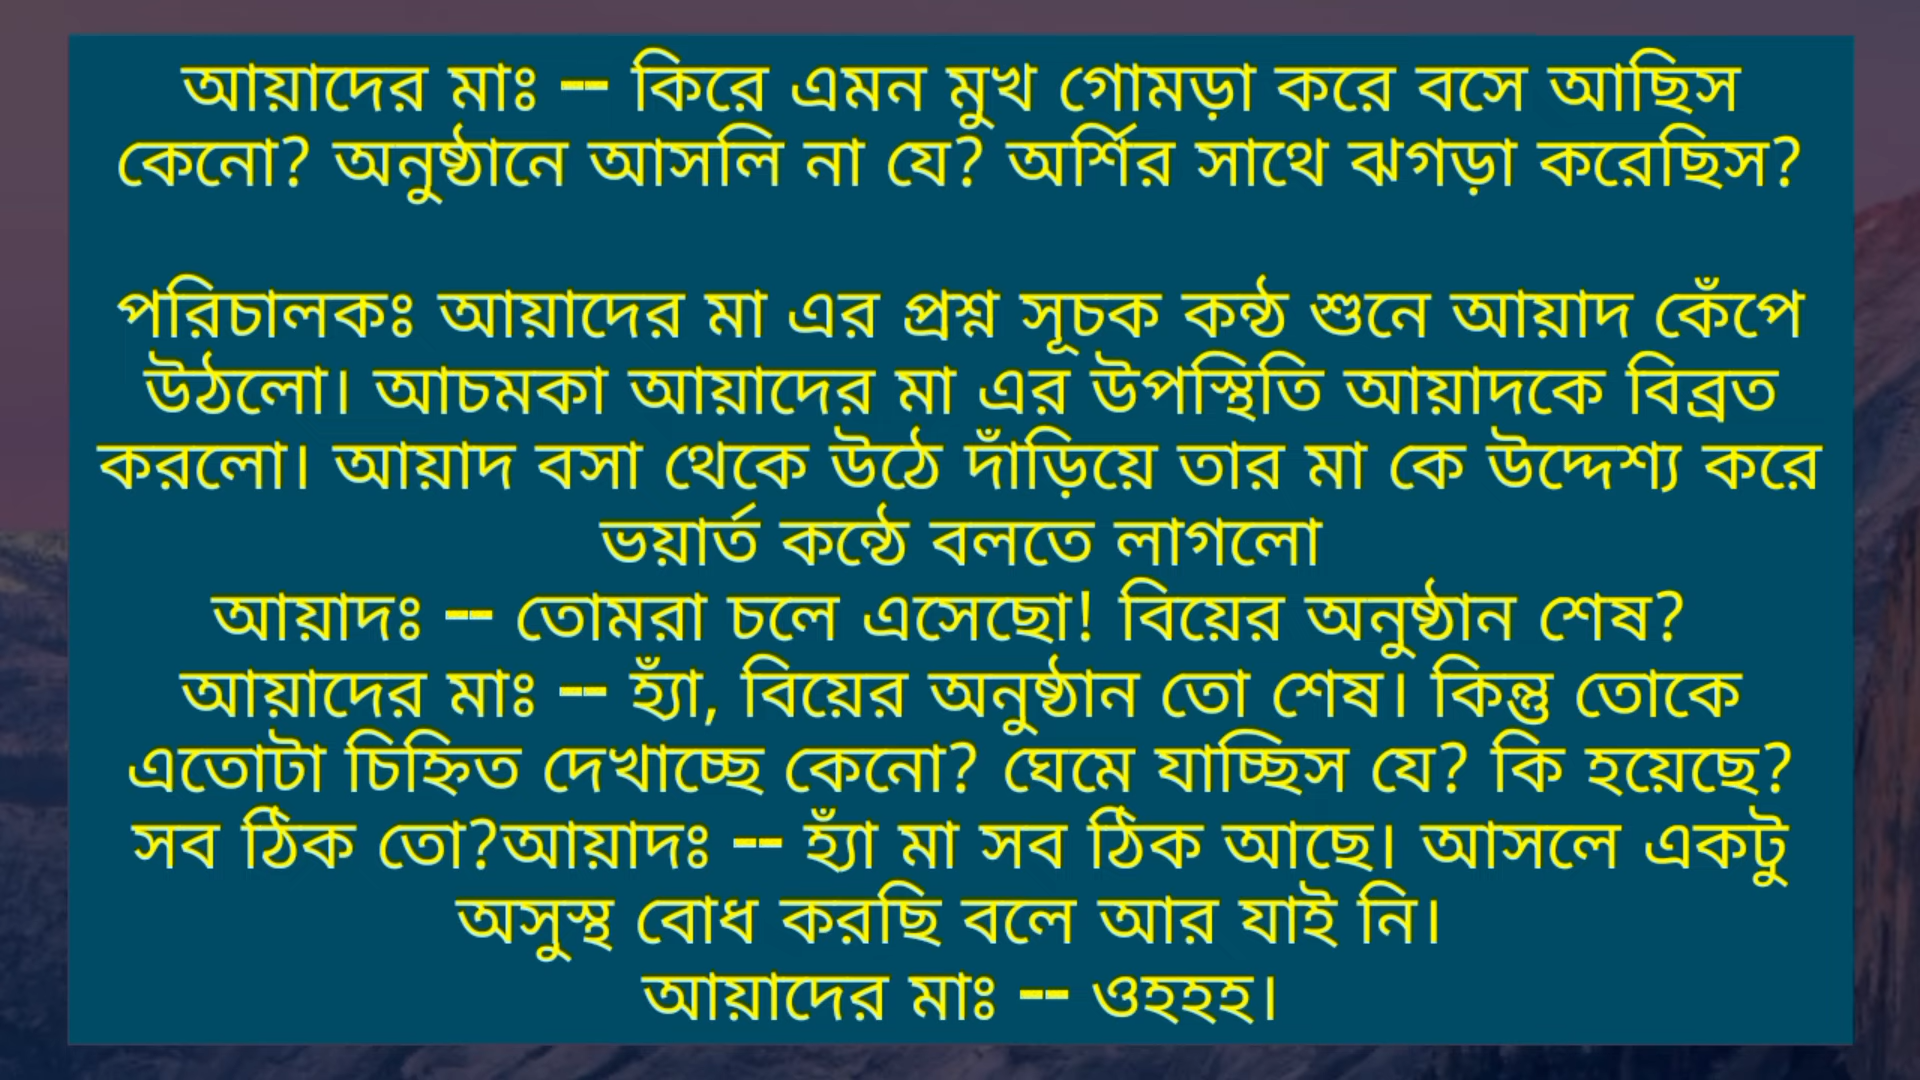 আয়াদের মাঃ -- কিরে এমন মুখ গোমড়া করে বসে আছিস
কেনো? অনুষ্ঠানে আসলি না যে? অর্শির সাথে ঝগড়া করেছিস?
পরিচালকঃ আয়াদের মা এর প্রশ্ন সূচক কন্ঠ শুনে আয়াদ কেঁপে
উঠলো। আচমকা আয়াদের মা এর উপস্থিতি আয়াদকে বিব্রত
করলো। আয়াদ বসা থেকে উঠে দাঁড়িয়ে তার মা কে উদ্দেশ্য করে
ভয়ার্ত কন্ঠে বলতে লাগলো
আয়াদঃ -- তোমরা চলে এসেছো! বিয়ের অনুষ্ঠান শেষ?
আয়াদের মাঃ -- হ্যাঁ, বিয়ের অনুষ্ঠান তো শেষ। কিন্তু তোকে
এতোটা চিহ্নিত দেখাচ্ছে কেনো? ঘেমে যাচ্ছিস যে? কি হয়েছে?
সব ঠিক তো?আয়াদঃ -- হ্যাঁ মা সব ঠিক আছে। আসলে একটু
অসুস্থ বোধ করছি বলে আর যাই নি।
আয়াদের মাঃ -- ওহহহ।